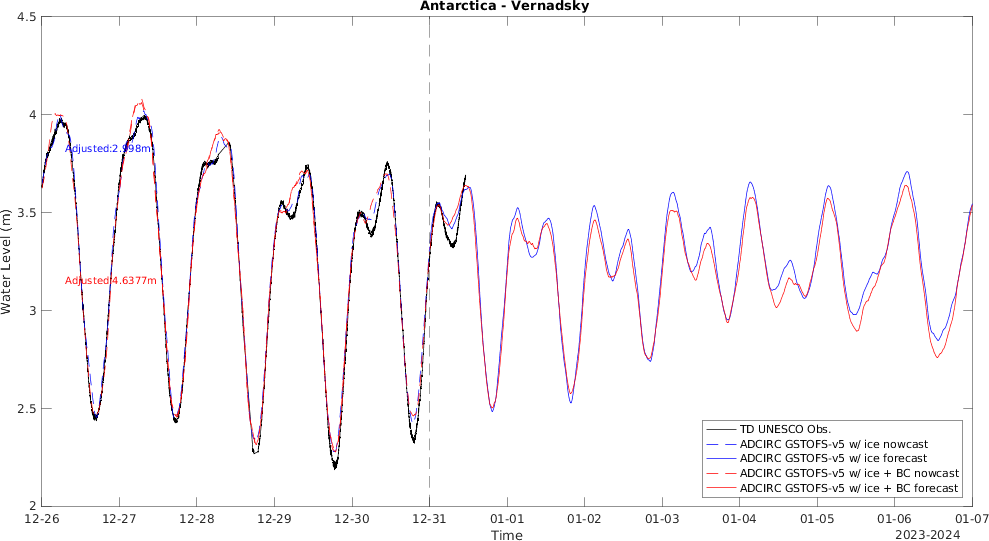 Antarctica - Vernadsky
4.5
4
3.5
3
2.5
2
Water Level (m)
Adjusted:2.998m
Adjusted:4.6377m
TD UNESCO Obs.
ADCIRC GSTOFS-v5 w/ ice nowcast
ADCIRC GSTOFS-v5 w/ ice forecast
ADCIRC GSTOFS-v5 w/ ice + BC nowcast
ADCIRC GSTOFS-v5 w/ ice + BC forecast
12-26 12-27 12-28 12-29 12-30 12-31 01-01 01-02 01-03 01-04 01-05 01-06 01-07
Time
2023-2024